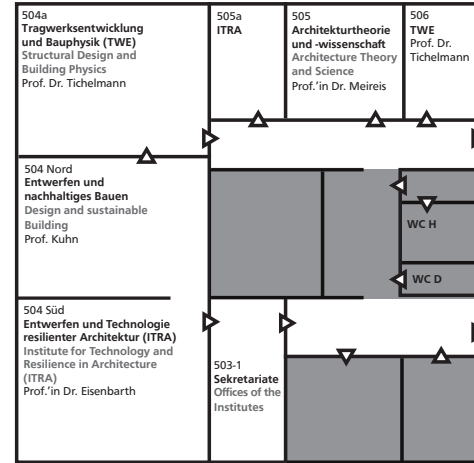 504a
Tragwerksentwicklung
und Bauphysik (TWE)
Structural Design and
Building Physics
Prof. Dr. Tichelmann
505a
ITRA
505
Architekturtheorie
und -wissenschaft
Architecture Theory
and Science
Prof.'in Dr. Meireis
506
TWE
Prof. Dr.
Tichelmann
504 Nord
Entwerfen und
nachhaltiges Bauen
Design and sustainable
Building
Prof. Kuhn
WC H
WC D
504 Süd
Entwerfen und Technologie
resilienter Architektur (ITRA)
Institute for Technology and
Resilience in Architecture
(ITRA)
Prof.'in Dr. Eisenbarth
503-1
Sekretariate
Offices of the
Institutes